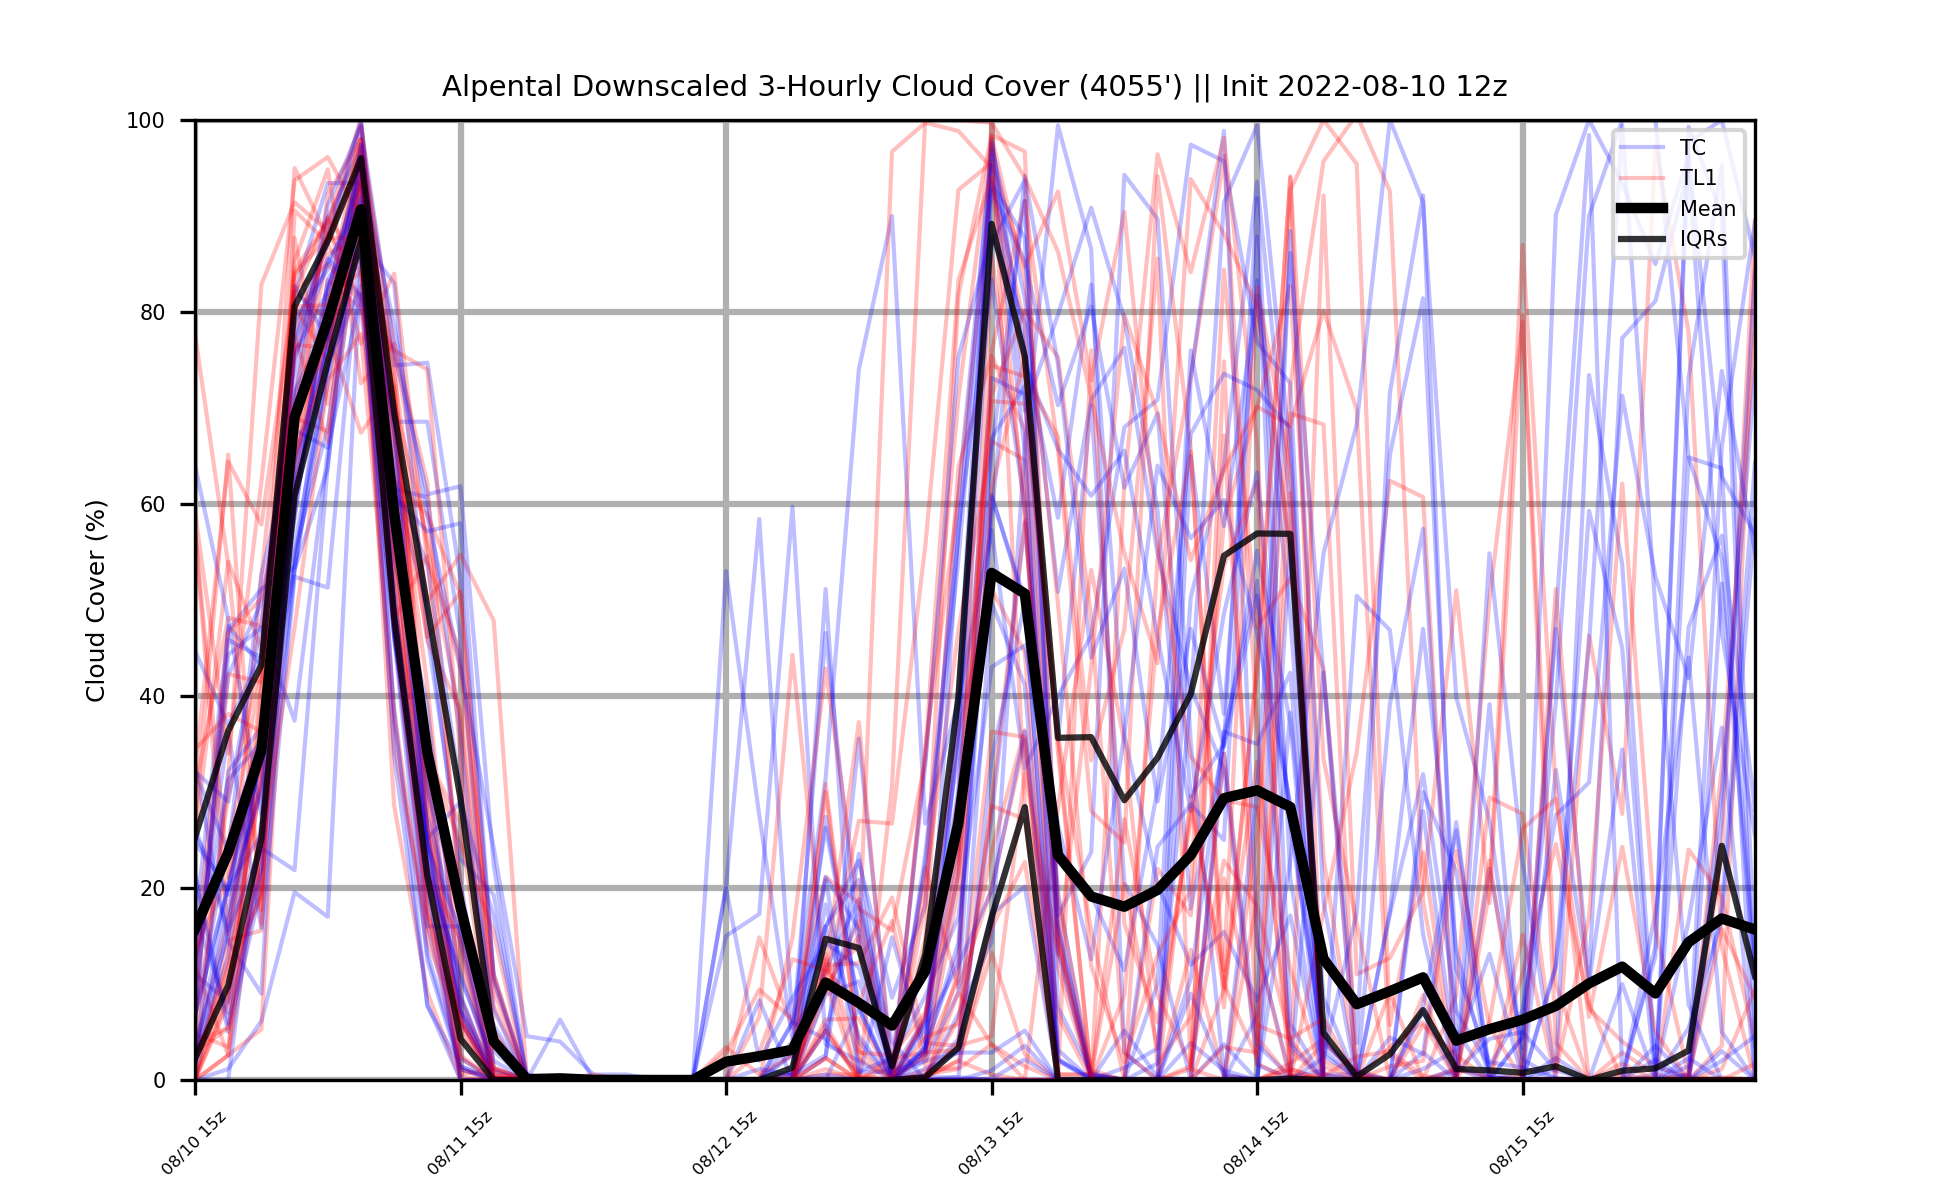 Alpental Downscaled 3-Hourly Cloud Cover (4055') || Init 2022-08-10 12z
TC
TL1
Mean
IQRs
Cloud Cover (%)
100
80
60
40
20
0
08/10 15z
08/11 15z
08/12 15z
08/13 15z
08/14 15z
08/15 15z